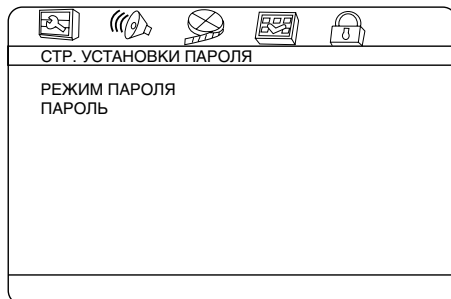 СТР. УСТАНОВКИ ПАРОЛЯ
РЕЖИМ ПАРОЛЯ
ПАРОЛЬ